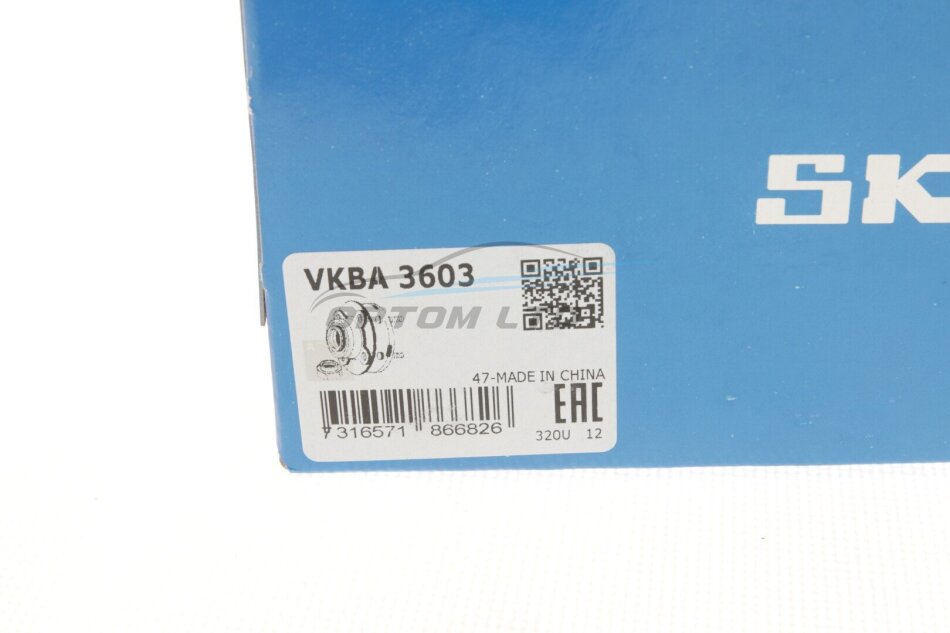 SK
VKBA 3603
47-MADE IN CHINA
EAC
7 316571 866826
320U 12